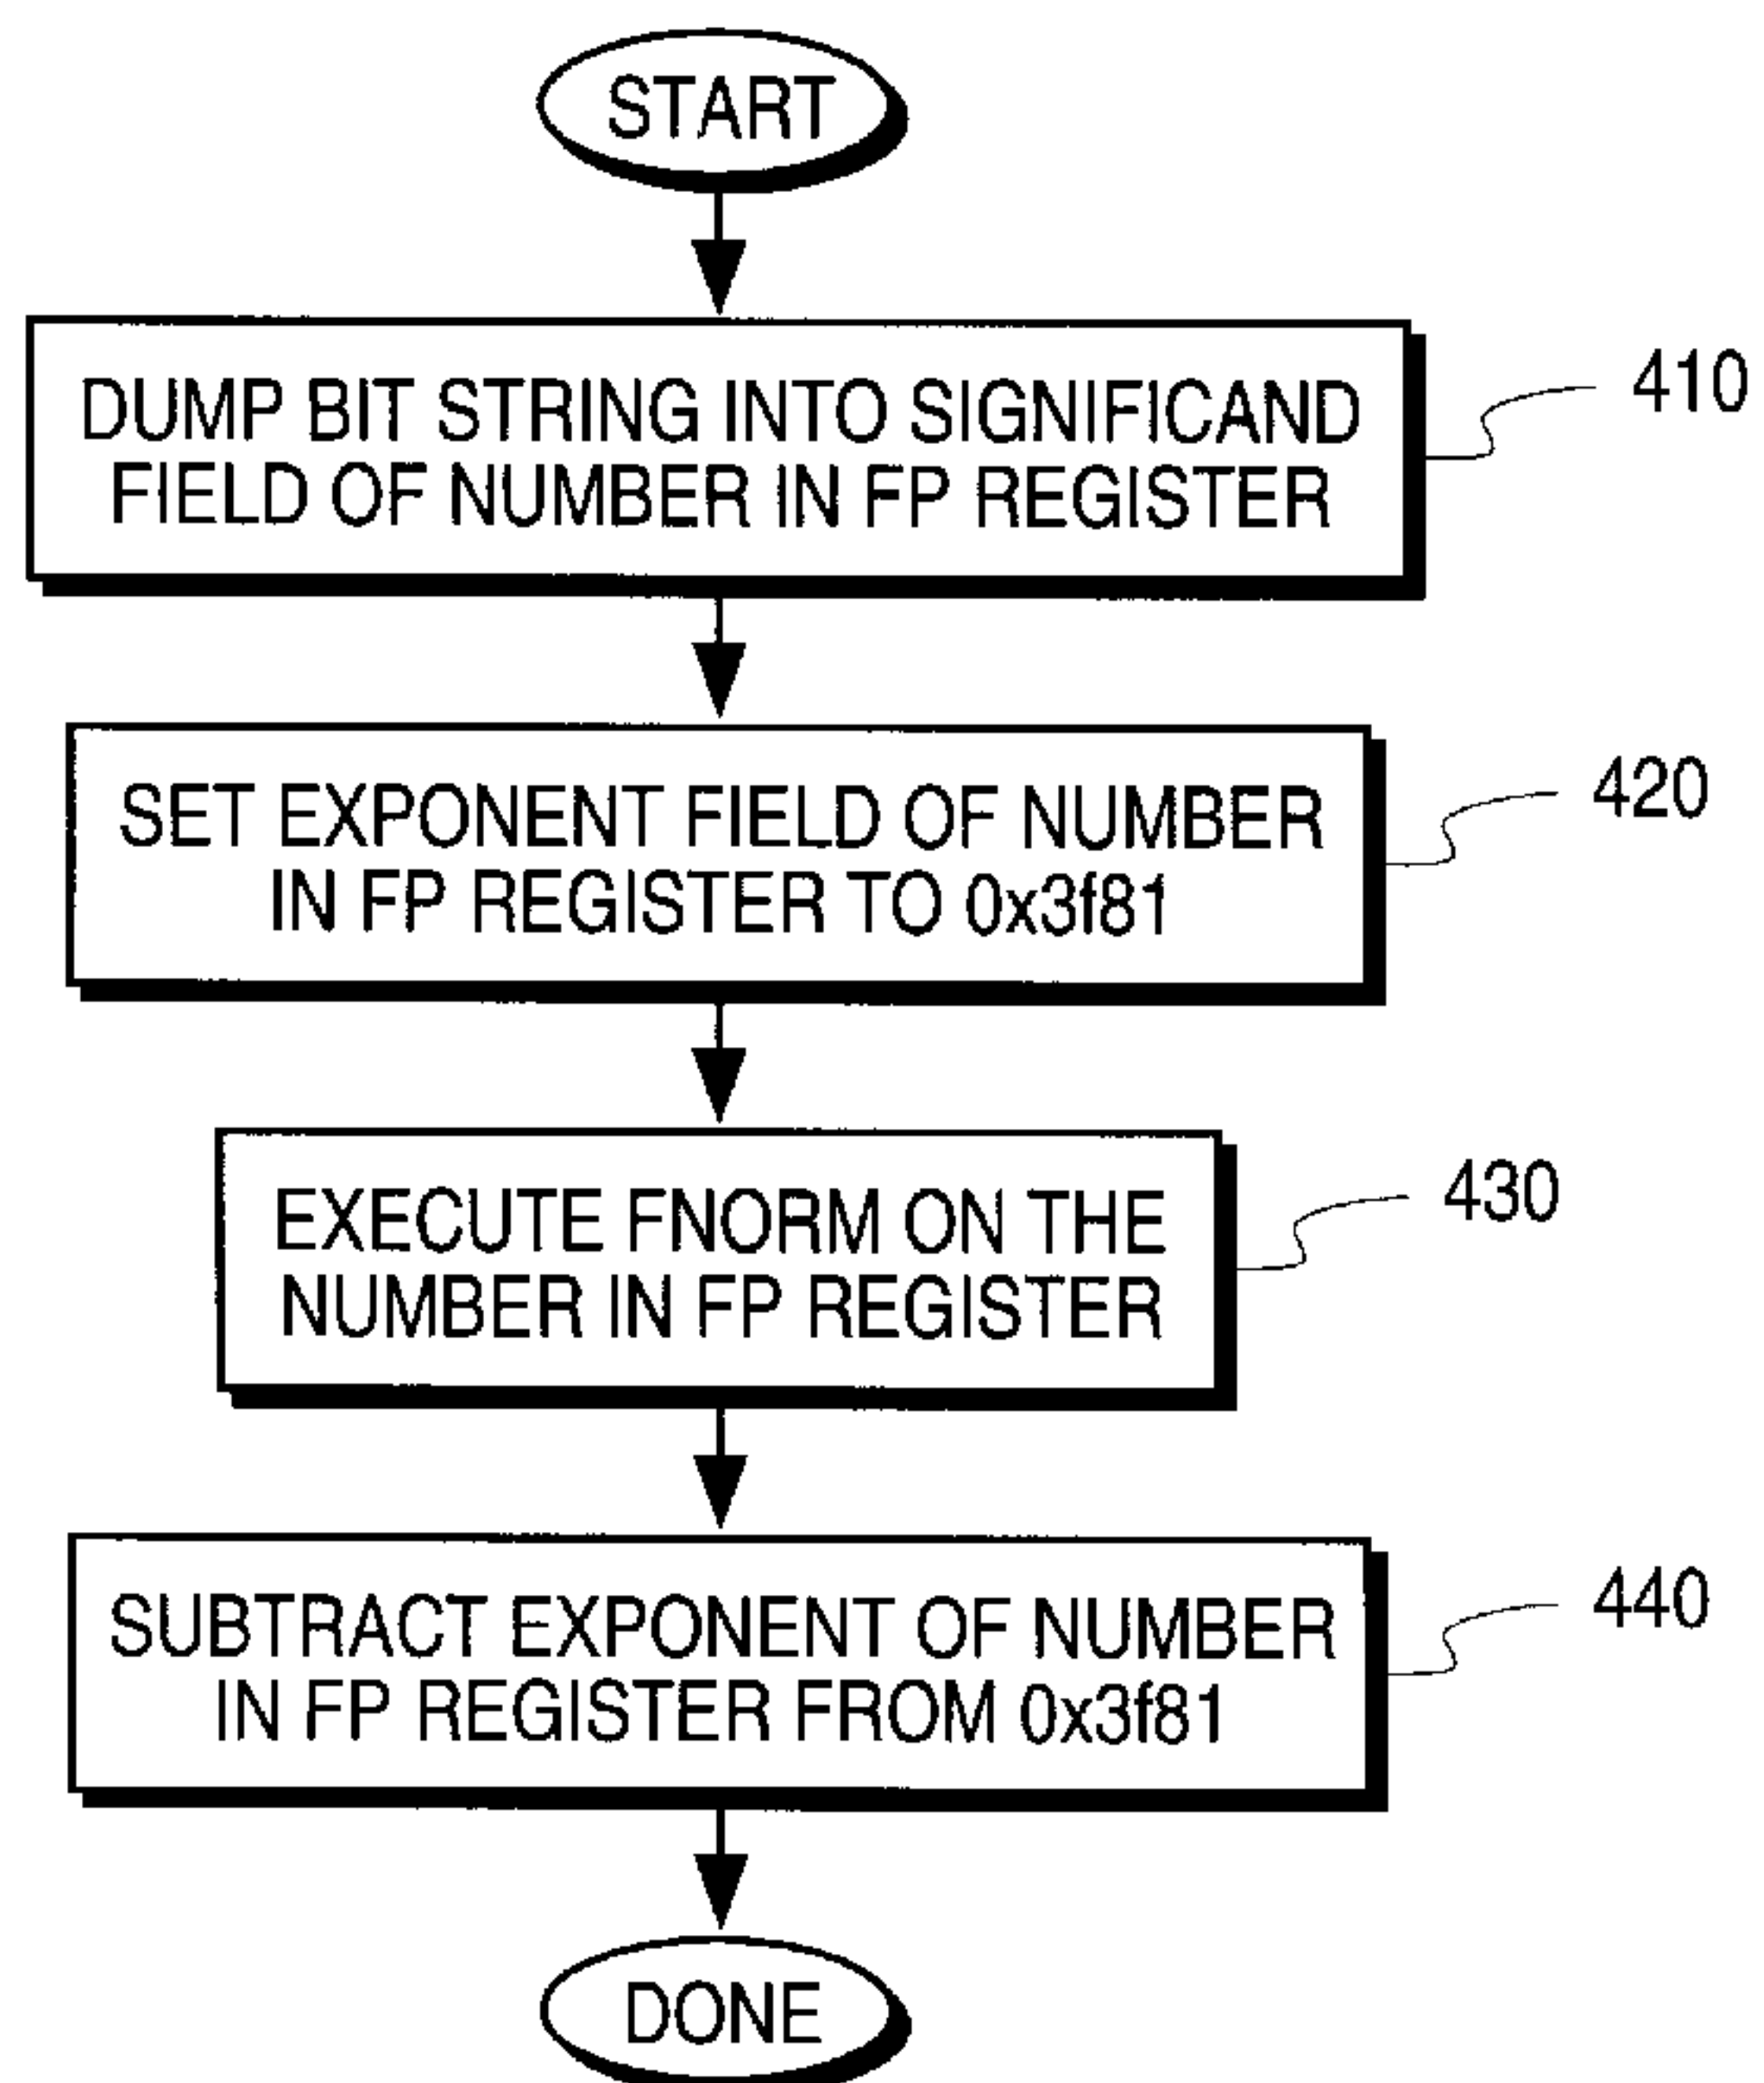 START
DUMP BIT STRING INTO SIGNIFICAND
FIELD OF NUMBER IN FP REGISTER
410
SET EXPONENT FIELD OF NUMBER
IN FP REGISTER TO 0x3f81
420
EXECUTE FNORM ON THE
NUMBER IN FP REGISTER
430
SUBTRACT EXPONENT OF NUMBER
IN FP REGISTER FROM 0x3f81
440
DONE